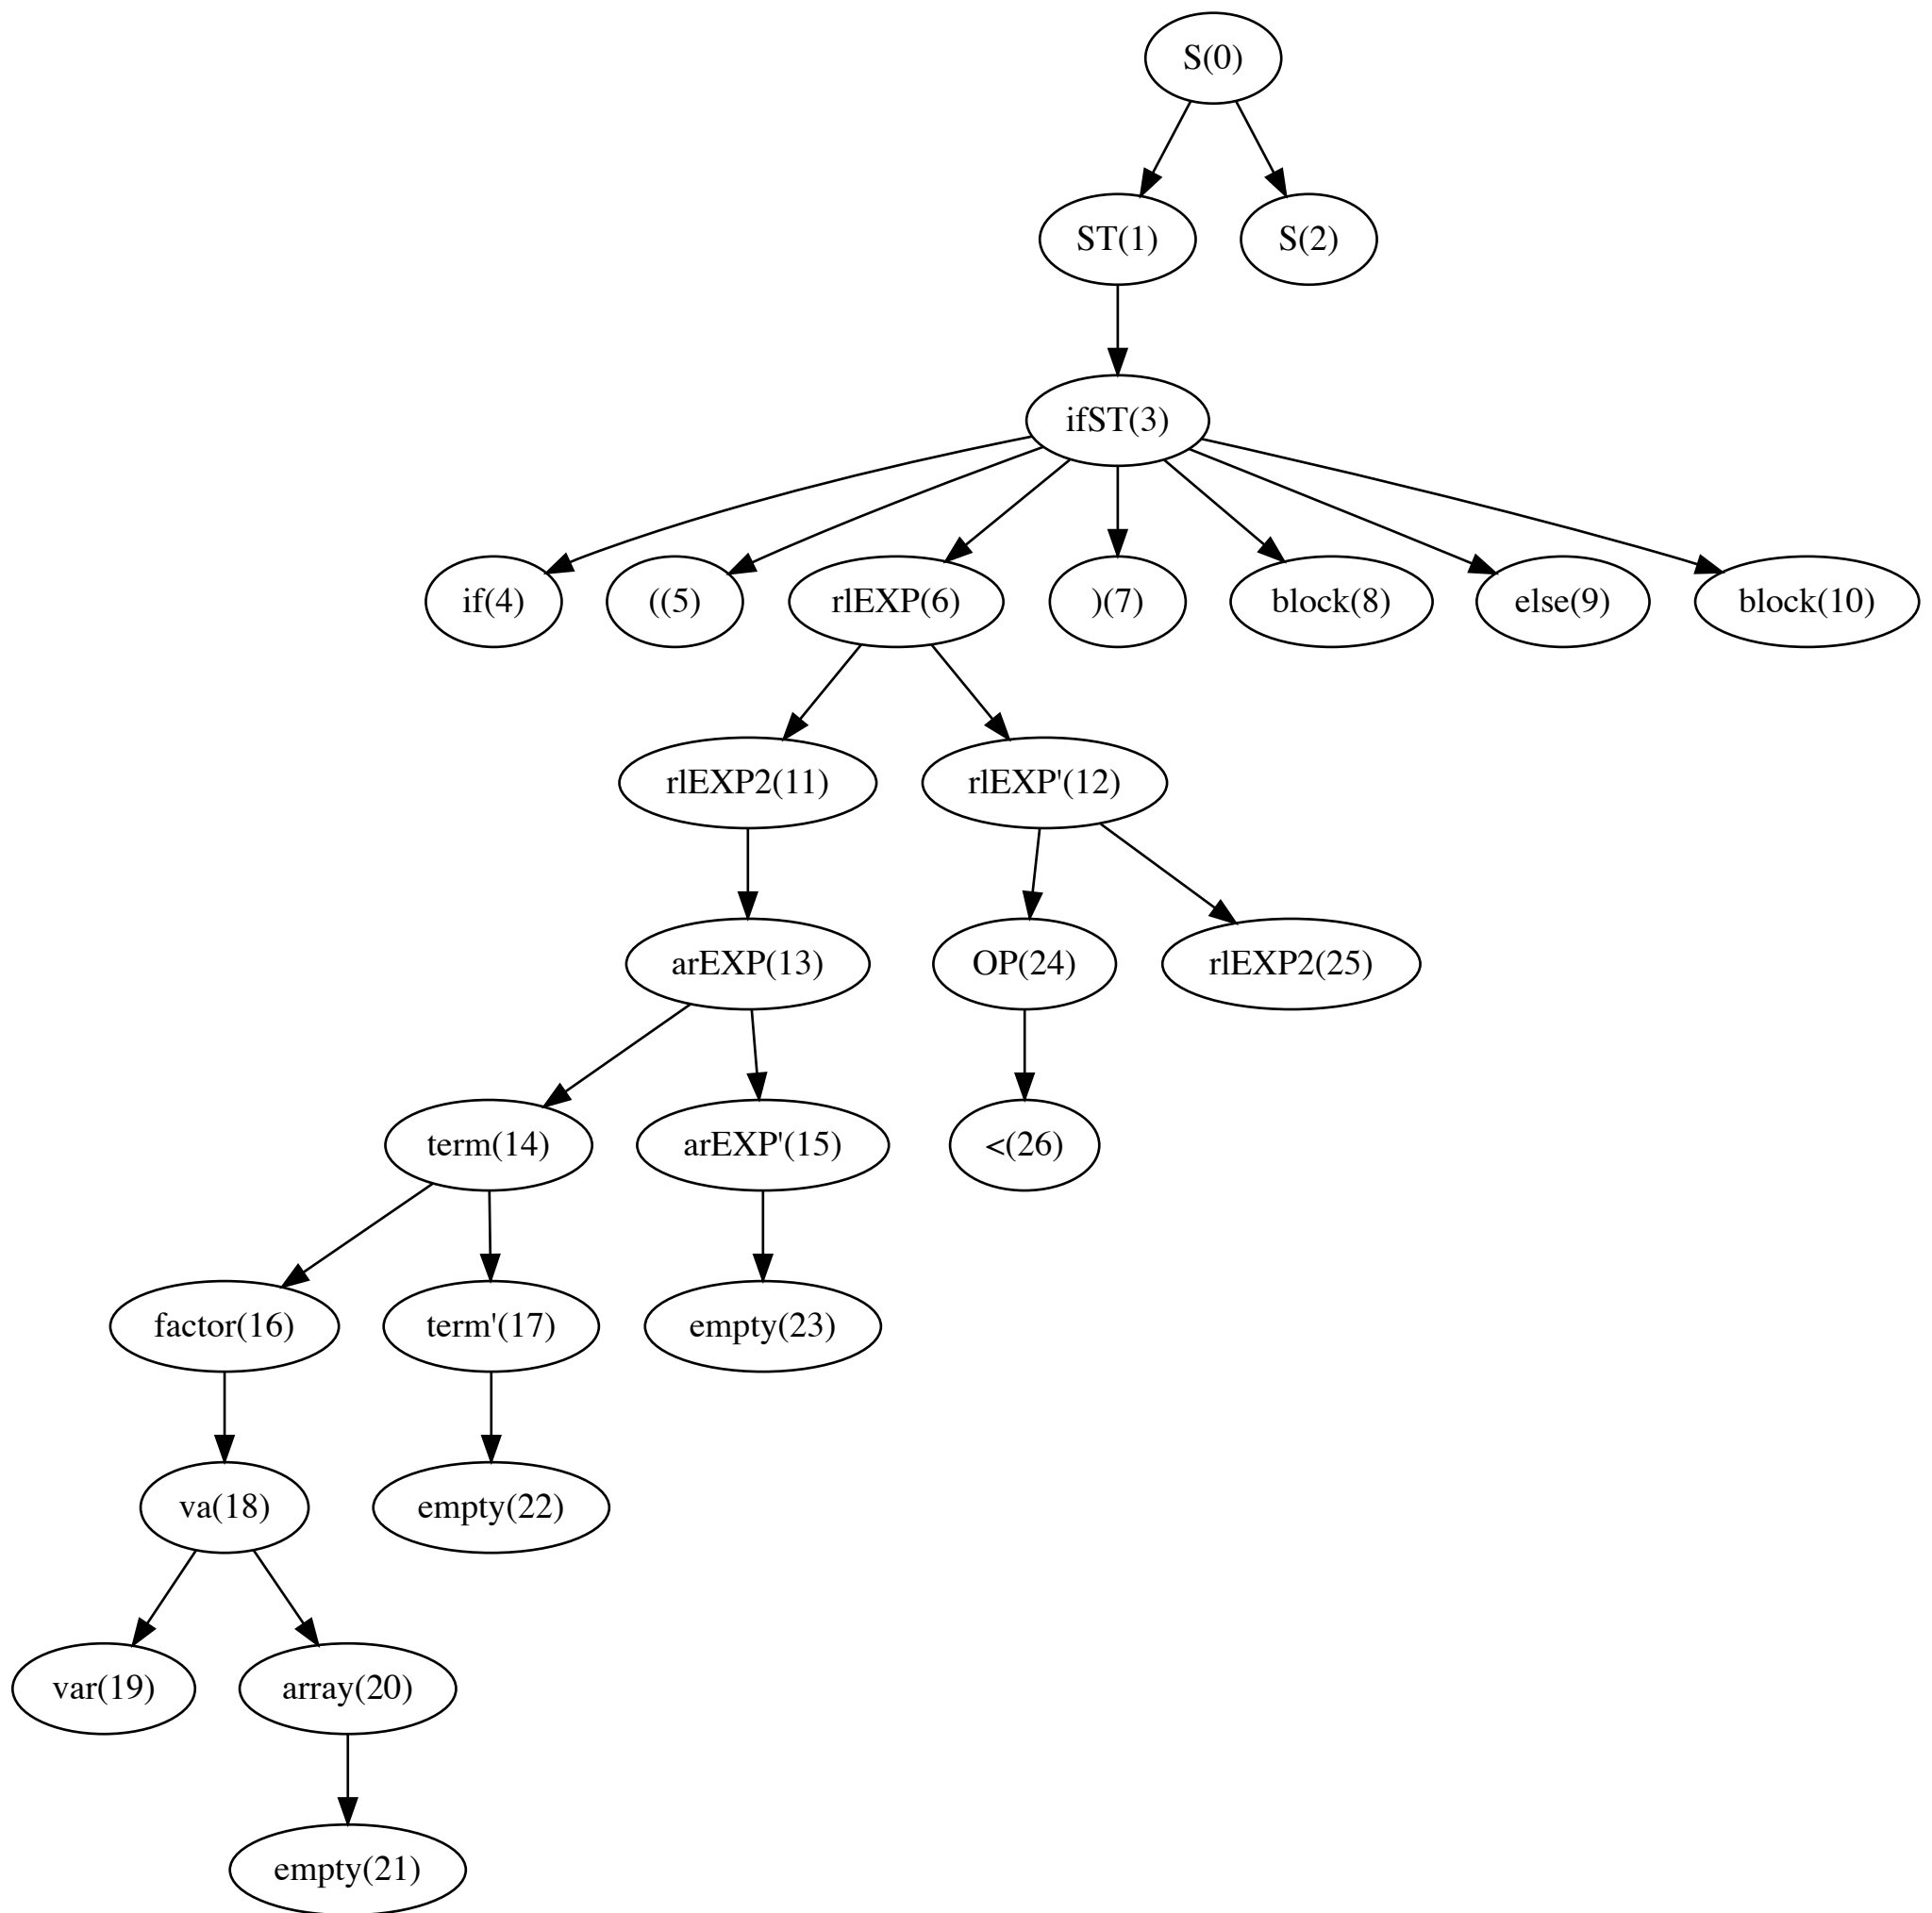 S(0)
ST(1)
S(2)
ifST(3)
if(4)
((5)
rlEXP(6)
)(7)
block(8)
else(9)
block(10)
rlEXP2(11)
rlEXP'(12)
arEXP(13)
OP(24)
rlEXP2(25)
term(14)
arEXP'(15)
<(26)
factor(16)
term'(17)
empty(23)
va(18)
empty(22)
var(19)
array(20)
empty(21)